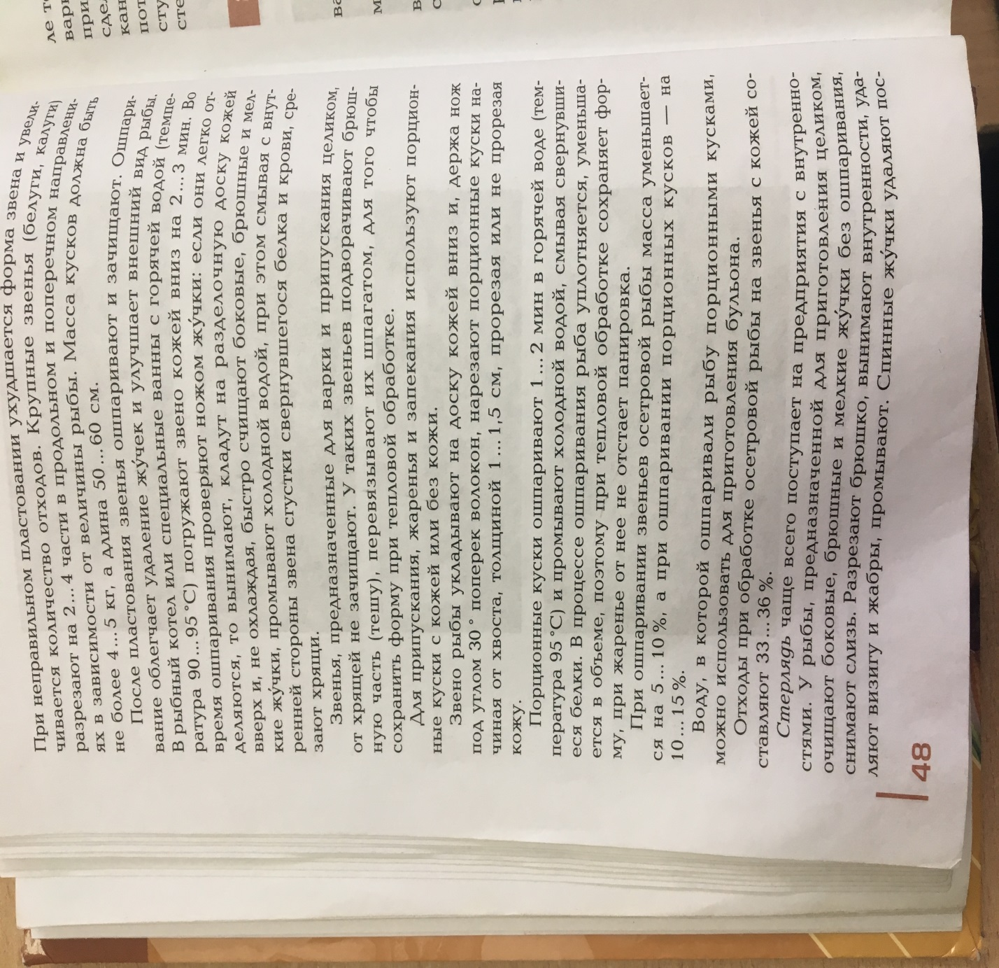 При неправильном пластовании ухудшается форма звена и увели-
чивается количество отходов. Крупные звенья (белуги, калуги)
разрезают на 2...4 части в продольном и поперечном направлени-
ях в зависимости от величины рыбы. Масса кусков должна быть
не более 4...5 кг, а длина 50...60 см.
После пластования звенья ошпаривают и зачищают. Ошпари-
вание облегчает удаление жу́чек и улучшает внешний вид рыбы.
В рыбный котел или специальные ванны с горячей водой (темпе-
ратура 90...95 °С) погружают звено кожей вниз на 2...3 мин. Во
время ошпаривания проверяют ножом жу́чки: если они легко от-
деляются, то вынимают, кладут на разделочную доску кожей
вверх и, не охлаждая, быстро счищают боковые, брюшные и мел-
кие жу́чки, промывают холодной водой, при этом смывая с внут-
ренней стороны звена сгустки свернувшегося белка и крови, сре-
зают хрящи.
Звенья, предназначенные для варки и припускания целиком,
от хрящей не зачищают. У таких звеньев подворачивают брюш-
ную часть (тешу), перевязывают их шпагатом, для того чтобы
сохранить форму при тепловой обработке.
Для припускания, жаренья и запекания используют порцион-
ные куски с кожей или без кожи.
Звено рыбы укладывают на доску кожей вниз и, держа нож
под углом 30° поперек волокон, нарезают порционные куски на-
чиная от хвоста, толщиной 1...1,5 см, прорезая или не прорезая
кожу.
Порционные куски ошпаривают 1...2 мин в горячей воде (тем-
пература 95 °С) и промывают холодной водой, смывая свернувши-
еся белки. В процессе ошпаривания рыба уплотняется, уменьша-
ется в объеме, поэтому при тепловой обработке сохраняет фор-
му, при жаренье от нее не отстает панировка.
При ошпаривании звеньев осетровой рыбы масса уменьшает-
ся на 5...10 %, а при ошпаривании порционных кусков — на
10...15 %.
Воду, в которой ошпаривали рыбу порционными кусками,
можно использовать для приготовления бульона.
Отходы при обработке осетровой рыбы на звенья с кожей со-
ставляют 33...36 %.
Стерлядь чаще всего поступает на предприятия с внутренно-
стями. У рыбы, предназначенной для приготовления целиком,
очищают боковые, брюшные и мелкие жу́чки без ошпаривания,
снимают слизь. Разрезают брюшко, вынимают внутренности, уда-
ляют визигу и жабры, промывают. Спинные жу́чки удаляют пос-
48